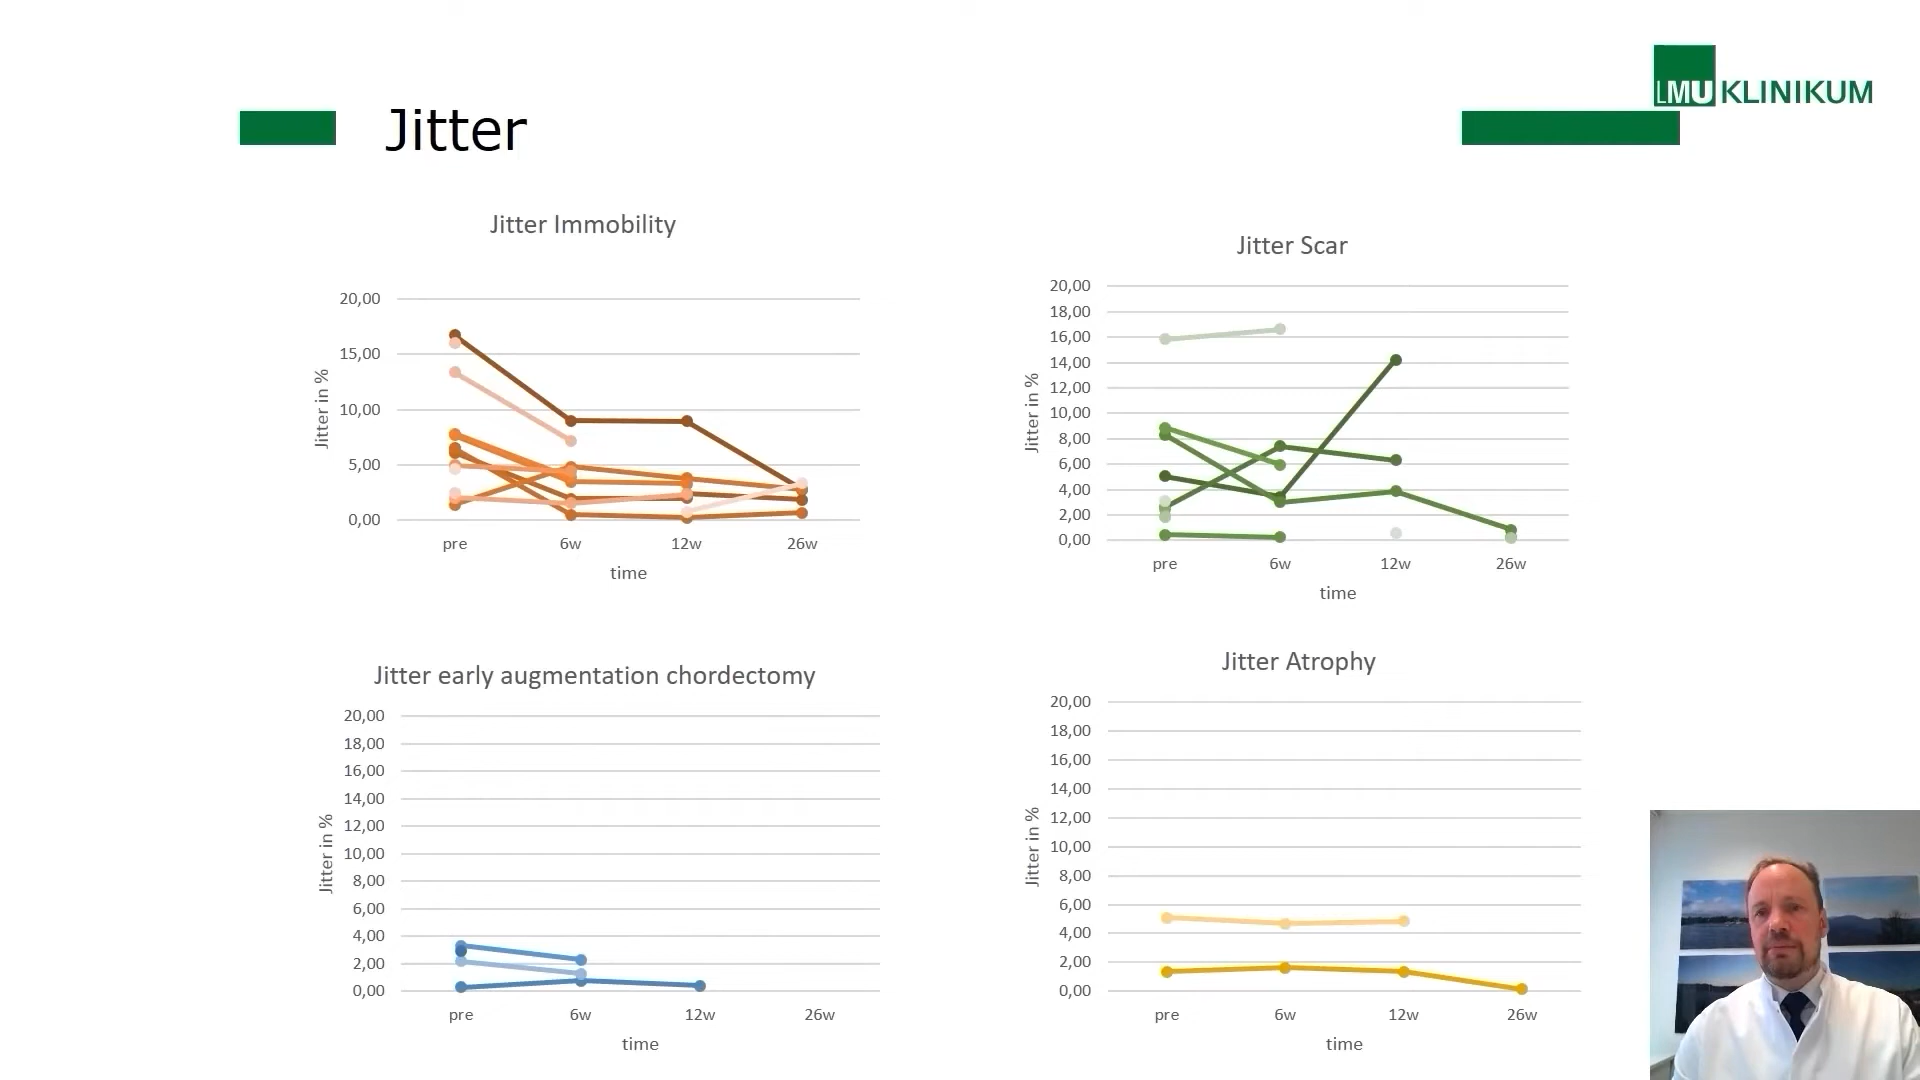 LMU KLINIKUM
Jitter
Jitter Immobility
Jitter in %
20,00
15,00
10,00
5,00
0,00
pre 6w 12w 26w
time
Jitter Scar
Jitter in %
20,00
18,00
16,00
14,00
12,00
10,00
8,00
6,00
4,00
2,00
0,00
pre 6w 12w 26w
time
Jitter early augmentation chordectomy
Jitter in %
20,00
18,00
16,00
14,00
12,00
10,00
8,00
6,00
4,00
2,00
0,00
pre 6w 12w 26w
time
Jitter Atrophy
Jitter in %
20,00
18,00
16,00
14,00
12,00
10,00
8,00
6,00
4,00
2,00
0,00
pre 6w 12w 26w
time